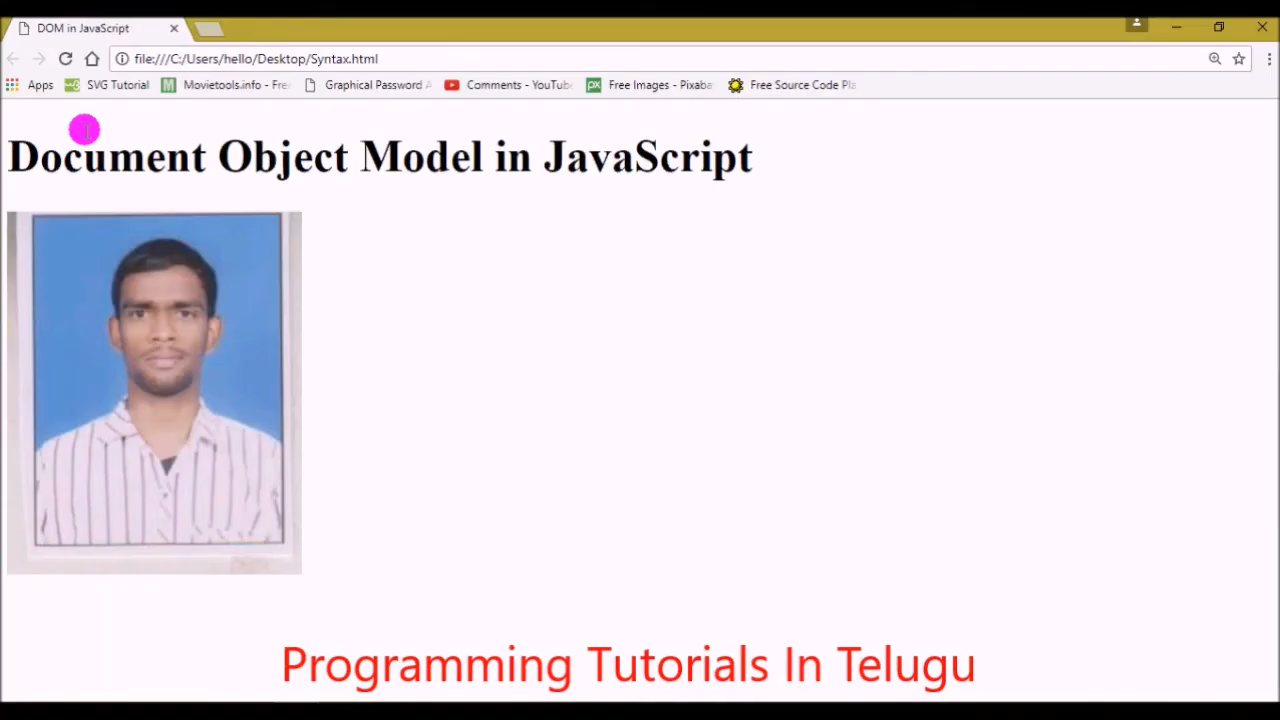 DOM in JavaScript
file:///C:/Users/hello/Desktop/Syntax.html
Apps SVG Tutorial Movietools.info - Fre Graphical Password Comments - YouTu Free Images - Pixaba Free Source Code Pla
Document Object Model in JavaScript
Programming Tutorials In Telugu